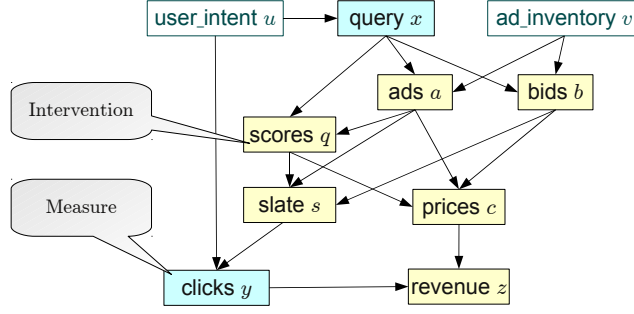 user_intent u
query x
ad_inventory v
ads a
bids b
Intervention
scores q
slate s
prices c
Measure
clicks y
revenue z